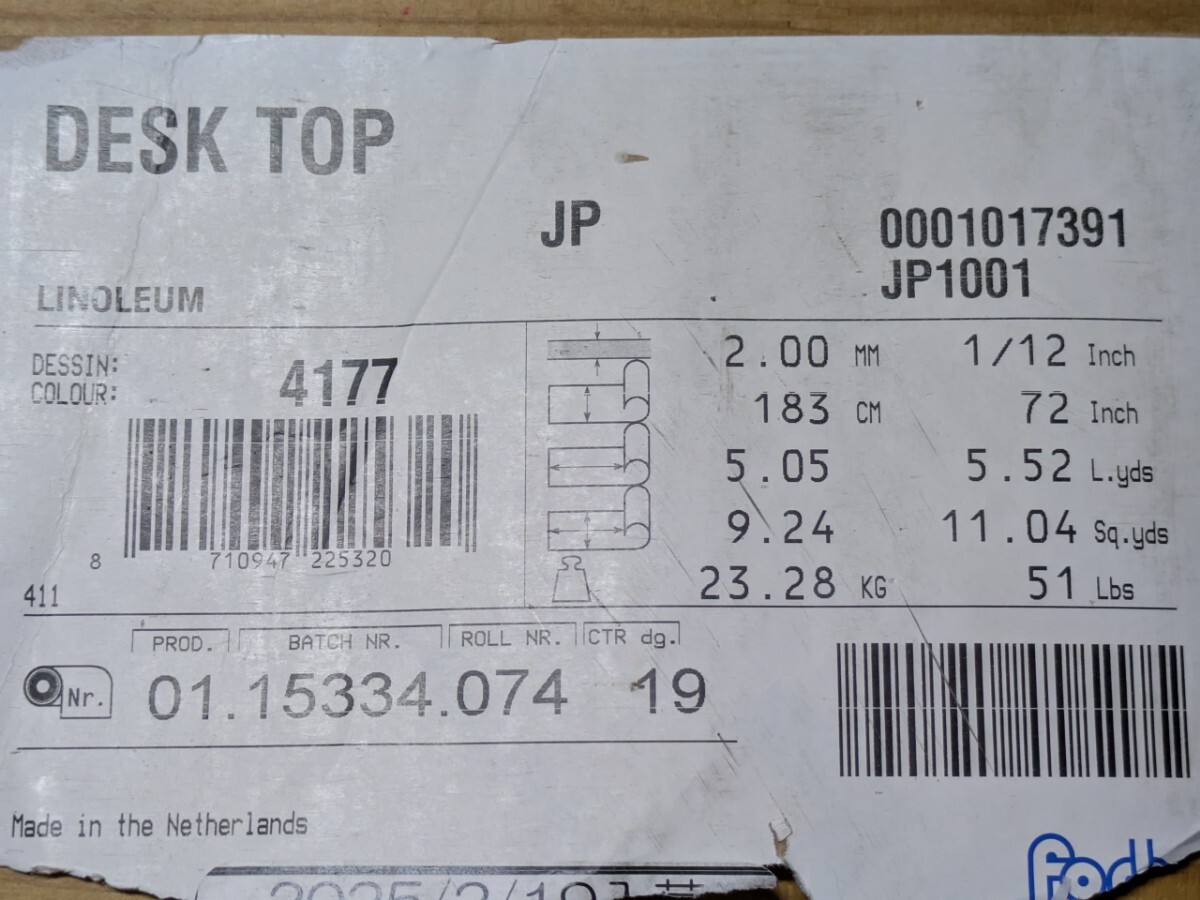 DESK TOP
JP
0001017391
JP1001
LINOLEUM
DESSIN:
COLOUR:
4177
2.00 MM 1/12 Inch
183 CM 72 Inch
5.05 5.52 L.yds
9.24 11.04 Sq.yds
23.28 KG 51 Lbs
8 710947 225320
411
PROD. BATCH NR. ROLL NR. CTR dg.
Nr. 01.15334.074 19
Made in the Netherlands